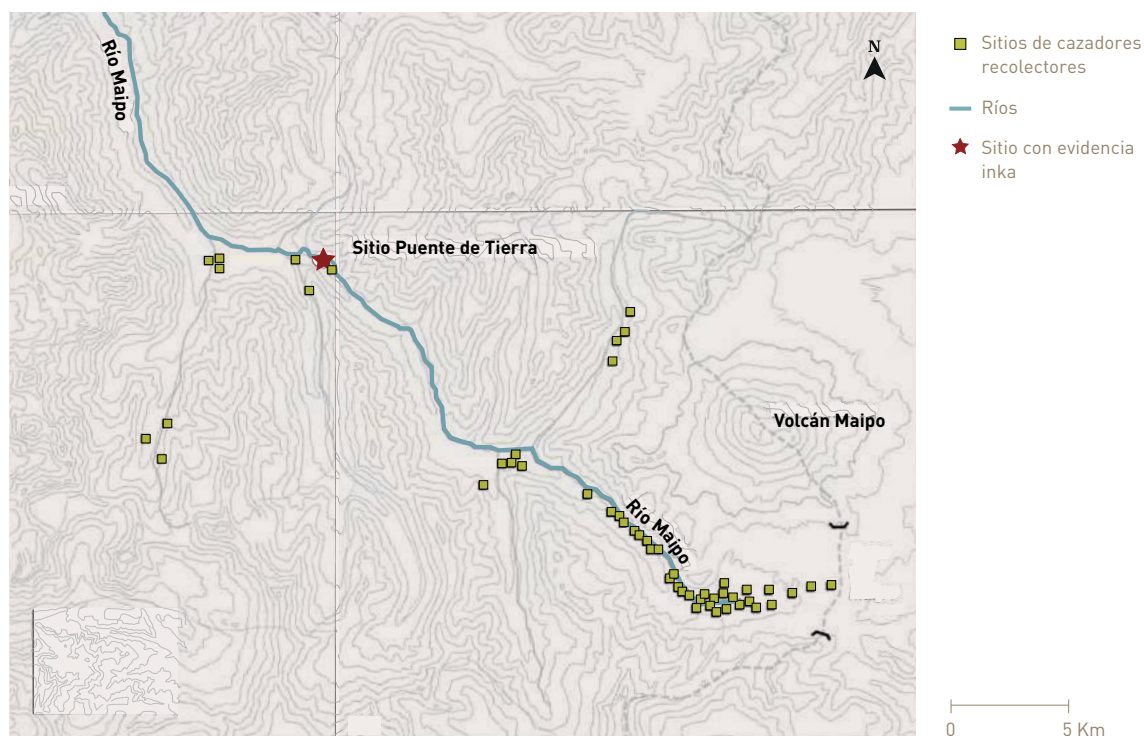 Río Maipo
N
Sitio Puente de Tierra
Volcán Maipo
Río Maipo
Sitios de cazadores
recolectores
Ríos
Sitio con evidencia
inka
0 5 Km